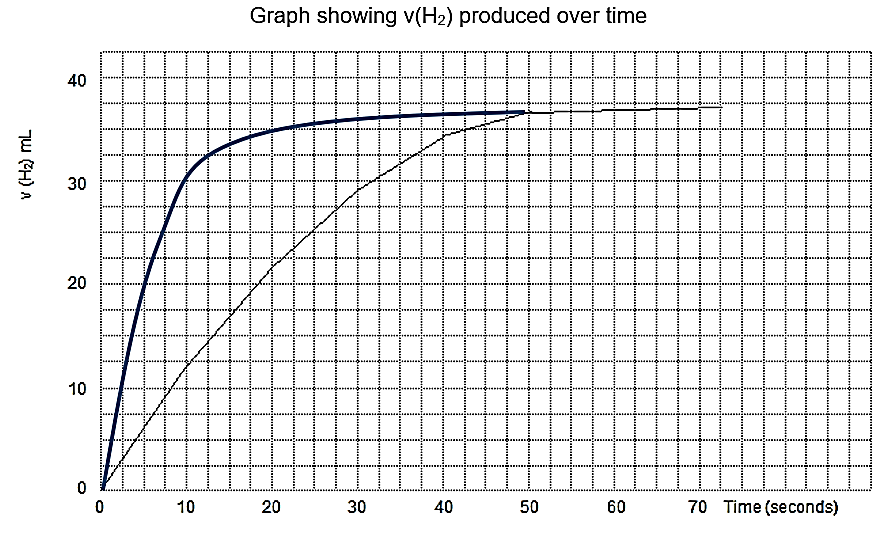 Graph showing v(H₂) produced over time
v (H₂) mL
40
30
20
10
0
0 10 20 30 40 50 60 70 Time (seconds)